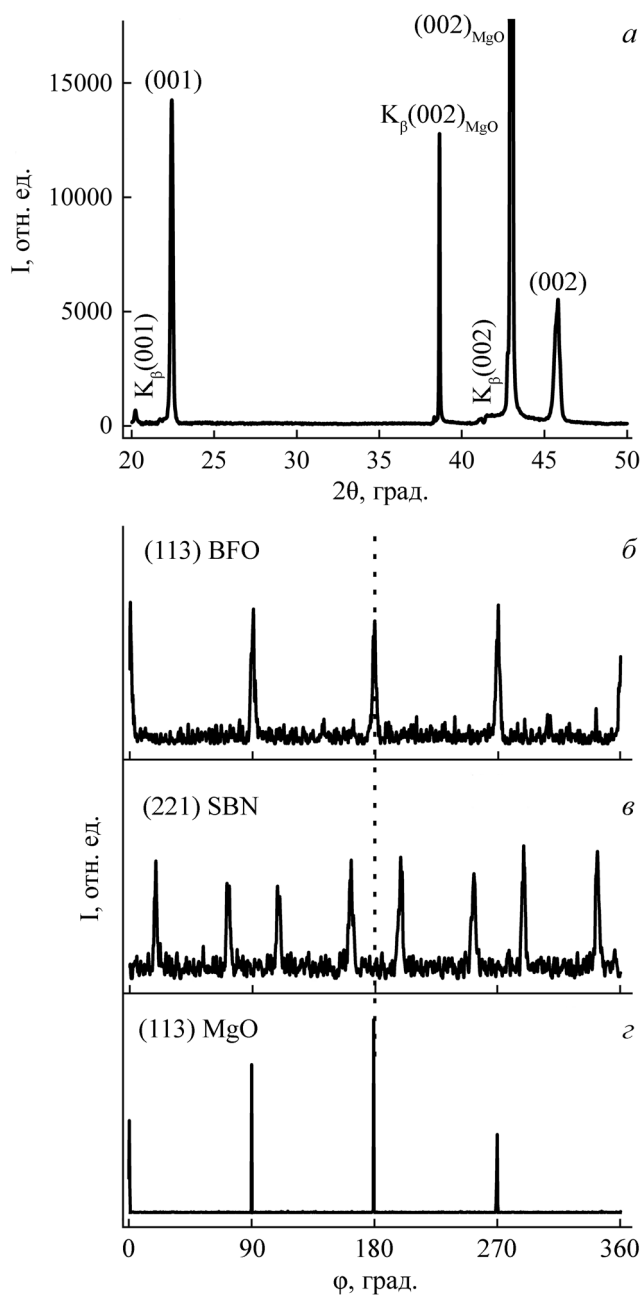 (002)MgO
а
15000
(001)
Kβ(002)MgO
I, отн. ед.
10000
(002)
5000
Kβ(001)
Kβ(002)
0
20 25 30 35 40 45 50
2θ, град.
(113) BFO
б
(221) SBN
в
I, отн. ед.
(113) MgO
г
0 90 180 270 360
φ, град.